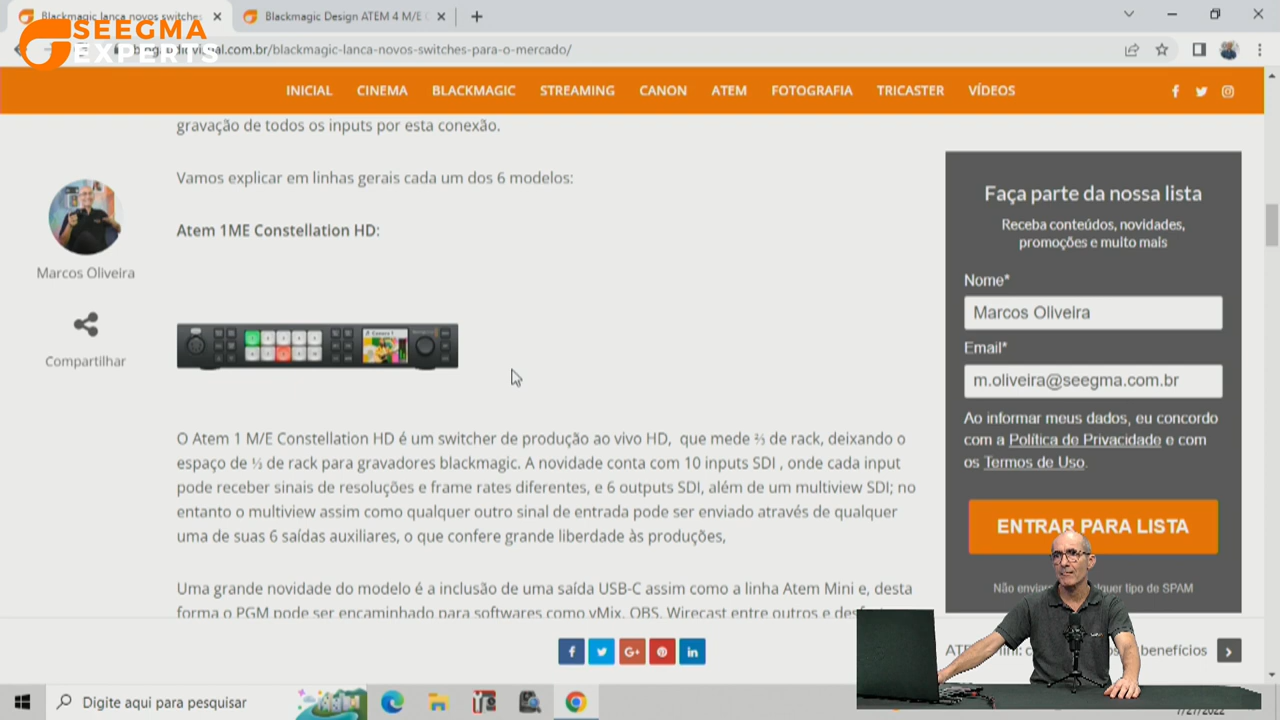 Blackmagic lança novos switches
Blackmagic Design ATEM 4 M/E C
SEEGMA
EXPERTS
/blackmagic-lanca-novos-switches-para-o-mercado/
INICIAL CINEMA BLACKMAGIC STREAMING CANON ATEM FOTOGRAFIA TRICASTER VÍDEOS
gravação de todos os inputs por esta conexão.
Vamos explicar em linhas gerais cada um dos 6 modelos:
Atem 1ME Constellation HD:
Marcos Oliveira
Compartilhar
O Atem 1 M/E Constellation HD é um switcher de produção ao vivo HD, que mede ⅔ de rack, deixando o
espaço de ⅓ de rack para gravadores blackmagic. A novidade conta com 10 inputs SDI , onde cada input
pode receber sinais de resoluções e frame rates diferentes, e 6 outputs SDI, além de um multiview SDI; no
entanto o multiview assim como qualquer outro sinal de entrada pode ser enviado através de qualquer
uma de suas 6 saídas auxiliares, o que confere grande liberdade às produções,
Uma grande novidade do modelo é a inclusão de uma saída USB-C assim como a linha Atem Mini e, desta
forma o PGM pode ser encaminhado para softwares como vMix, OBS, Wirecast entre outros e
Faça parte da nossa lista
Receba conteúdos, novidades,
promoções e muito mais
Nome*
Marcos Oliveira
Email*
m.oliveira@seegma.com.br
Ao informar meus dados, eu concordo
com a Política de Privacidade e com
os Termos de Uso.
ENTRAR PARA LISTA
Não tipo de SPAM
benefícios
Digite aqui para pesquisar
7/27/2022